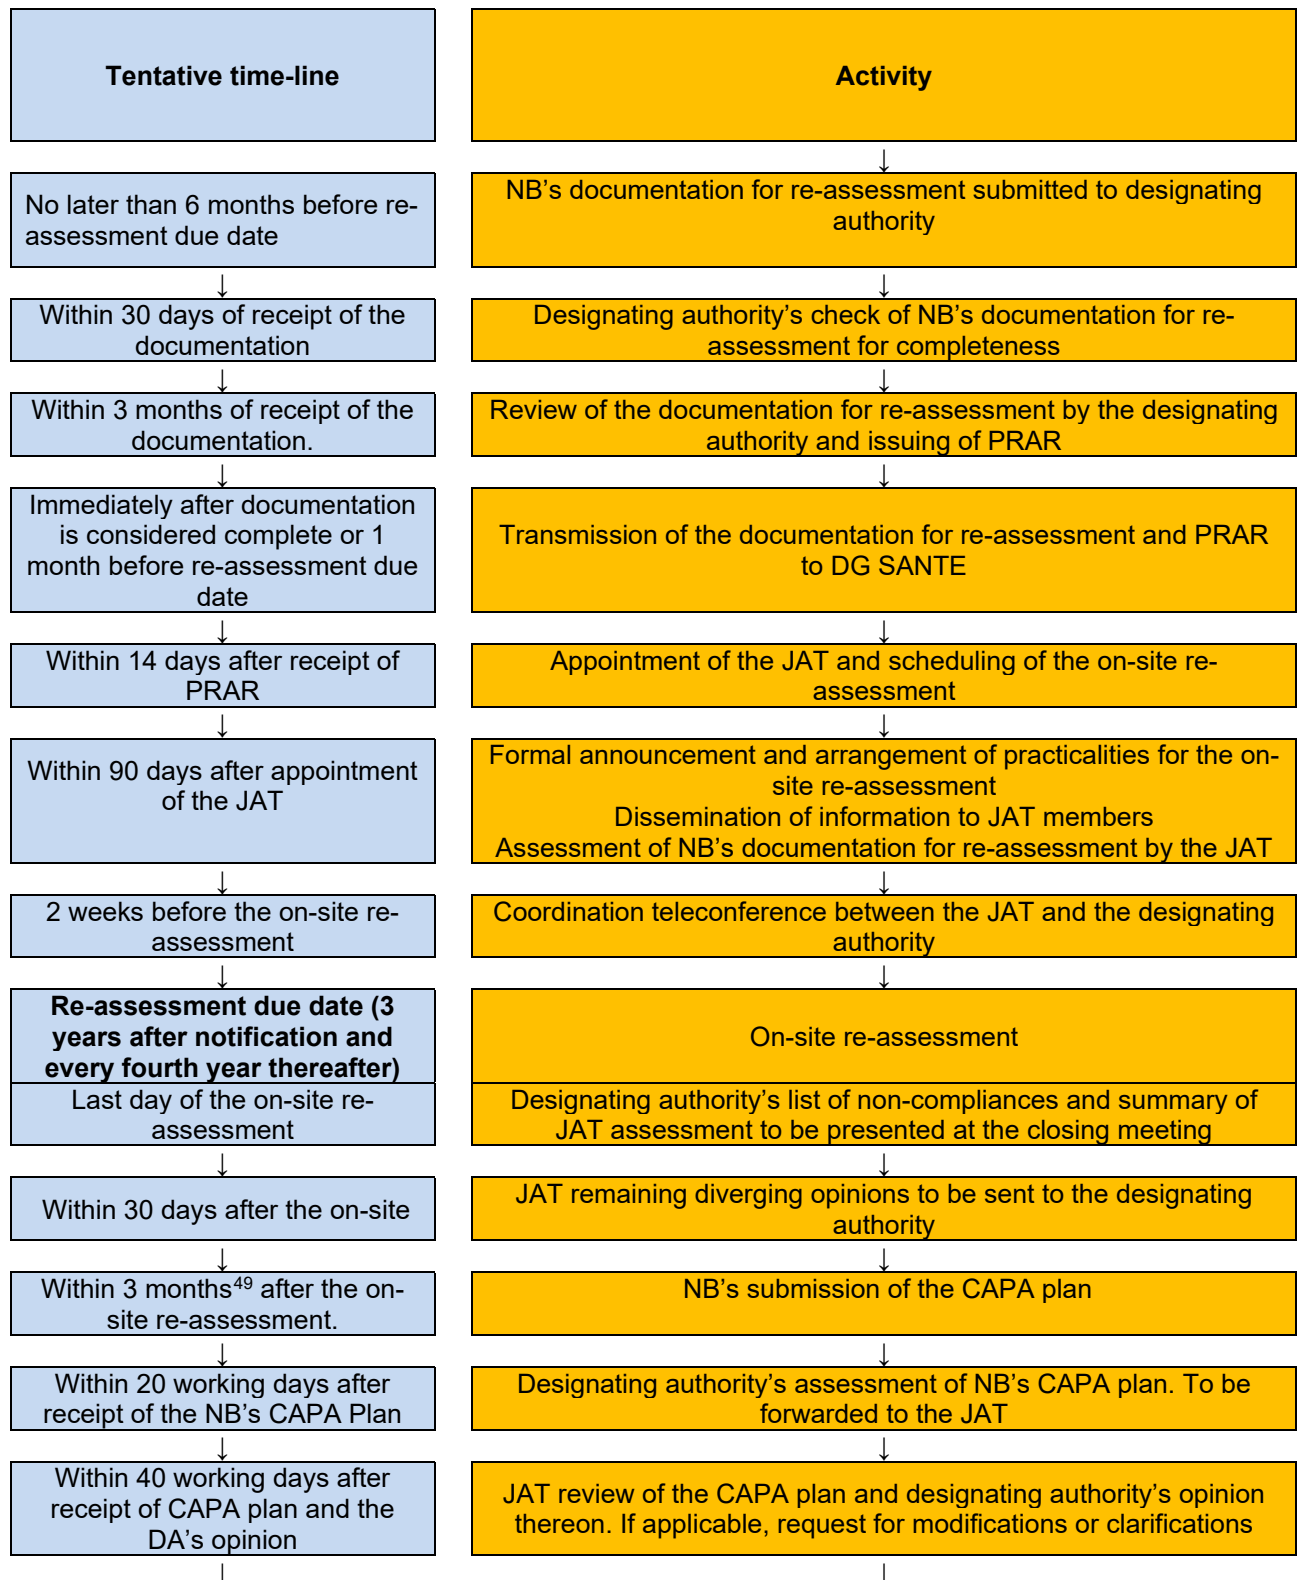 Tentative time-line
Activity
↓
No later than 6 months before re-
assessment due date
NB's documentation for re-assessment submitted to designating
authority
↓
↓
Within 30 days of receipt of the
documentation
Designating authority's check of NB's documentation for re-
assessment for completeness
↓
↓
Within 3 months of receipt of the
documentation.
Review of the documentation for re-assessment by the designating
authority and issuing of PRAR
↓
↓
Immediately after documentation
is considered complete or 1
month before re-assessment due
date
Transmission of the documentation for re-assessment and PRAR
to DG SANTE
↓
↓
Within 14 days after receipt of
PRAR
Appointment of the JAT and scheduling of the on-site re-
assessment
↓
↓
Within 90 days after appointment
of the JAT
Formal announcement and arrangement of practicalities for the on-
site re-assessment
Dissemination of information to JAT members
Assessment of NB's documentation for re-assessment by the JAT
↓
↓
2 weeks before the on-site re-
assessment
Coordination teleconference between the JAT and the designating
authority
↓
↓
Re-assessment due date (3
years after notification and
every fourth year thereafter)
On-site re-assessment
Last day of the on-site re-
assessment
Designating authority's list of non-compliances and summary of
JAT assessment to be presented at the closing meeting
↓
↓
Within 30 days after the on-site
JAT remaining diverging opinions to be sent to the designating
authority
↓
↓
Within 3 months⁴⁹ after the on-
site re-assessment.
NB's submission of the CAPA plan
↓
↓
Within 20 working days after
receipt of the NB's CAPA Plan
Designating authority's assessment of NB's CAPA plan. To be
forwarded to the JAT
↓
↓
Within 40 working days after
receipt of CAPA plan and the
DA's opinion
JAT review of the CAPA plan and designating authority's opinion
thereon. If applicable, request for modifications or clarifications